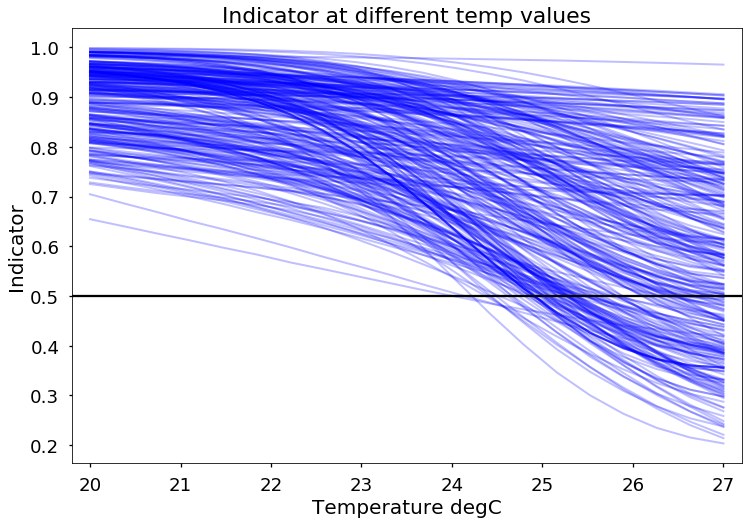 Indicator at different temp values
1.0
0.9
0.8
0.7
0.6
0.5
0.4
0.3
0.2
Indicator
20 21 22 23 24 25 26 27
Temperature degC